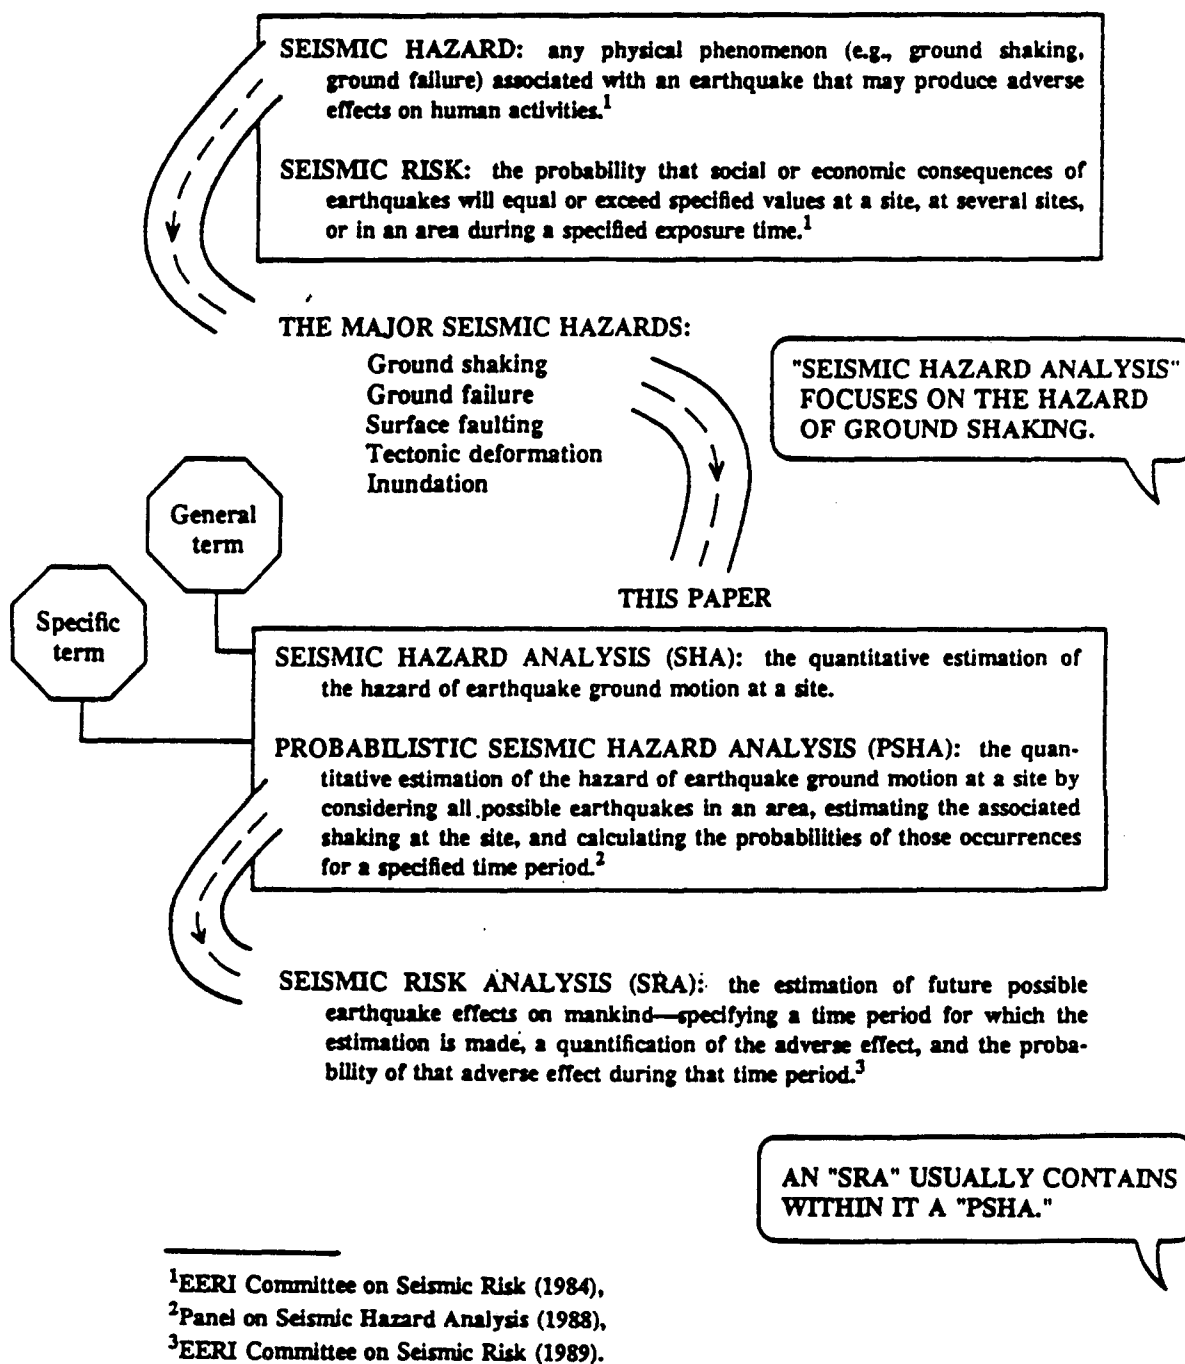 SEISMIC HAZARD: any physical phenomenon (e.g., ground shaking,
ground failure) associated with an earthquake that may produce adverse
effects on human activities.1
SEISMIC RISK: the probability that social or economic consequences of
earthquakes will equal or exceed specified values at a site, at several sites,
or in an area during a specified exposure time.1
THE MAJOR SEISMIC HAZARDS:
Ground shaking
Ground failure
Surface faulting
Tectonic deformation
Inundation
"SEISMIC HAZARD ANALYSIS"
FOCUSES ON THE HAZARD
OF GROUND SHAKING.
General
term
Specific
term
THIS PAPER
SEISMIC HAZARD ANALYSIS (SHA): the quantitative estimation of
the hazard of earthquake ground motion at a site.
PROBABILISTIC SEISMIC HAZARD ANALYSIS (PSHA): the quan-
titative estimation of the hazard of earthquake ground motion at a site by
considering all possible earthquakes in an area, estimating the associated
shaking at the site, and calculating the probabilities of those occurrences
for a specified time period.2
SEISMIC RISK ANALYSIS (SRA): the estimation of future possible
earthquake effects on mankind—specifying a time period for which the
estimation is made, a quantification of the adverse effect, and the proba-
bility of that adverse effect during that time period.3
AN "SRA" USUALLY CONTAINS
WITHIN IT A "PSHA."
1EERI Committee on Seismic Risk (1984),
2Panel on Seismic Hazard Analysis (1988),
3EERI Committee on Seismic Risk (1989).